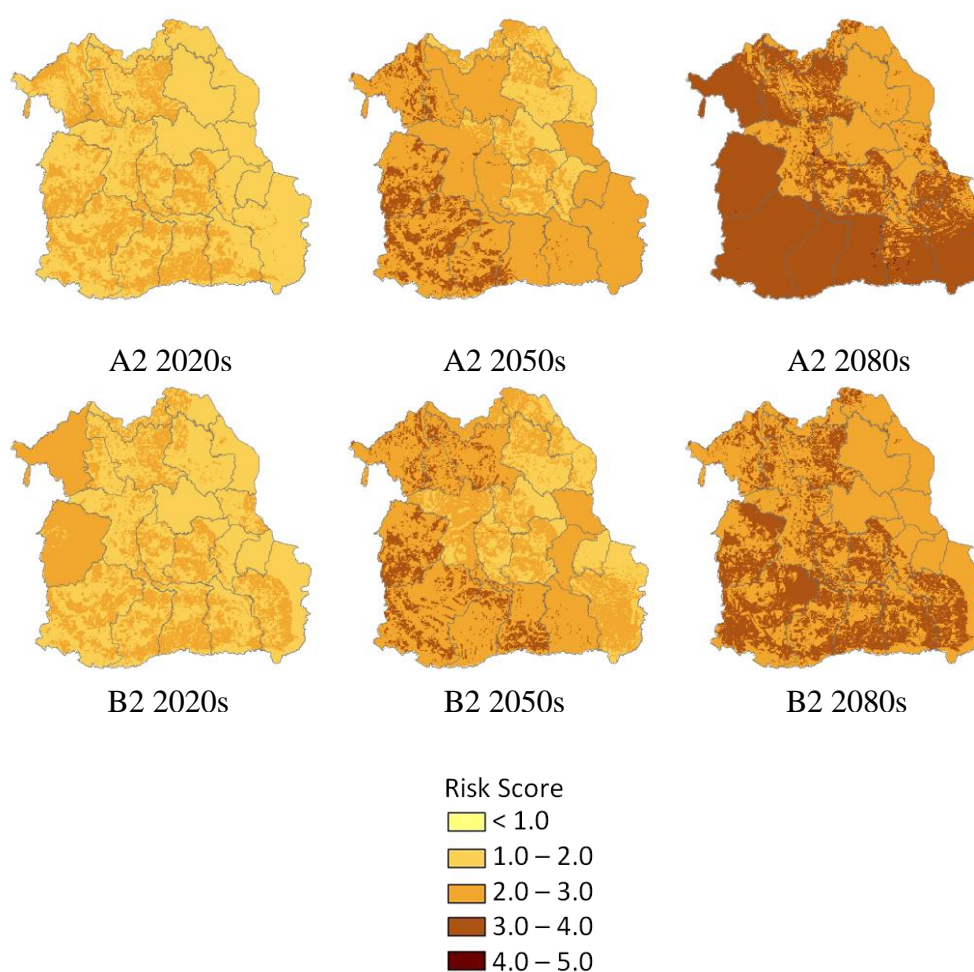 A2 2020s
A2 2050s
A2 2080s
B2 2020s
B2 2050s
B2 2080s
Risk Score
< 1.0
1.0 – 2.0
2.0 – 3.0
3.0 – 4.0
4.0 – 5.0